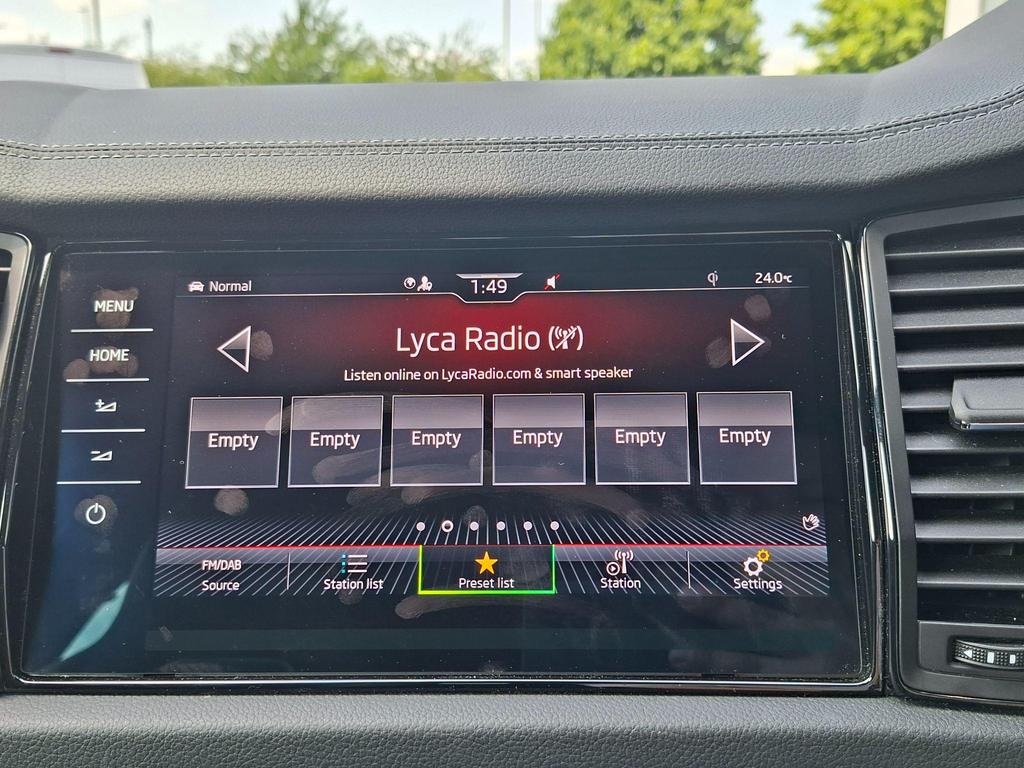 MENU
HOME
Normal
1:49
qi
24.0°C
Lyca Radio
Listen online on LycaRadio.com & smart speaker
Empty Empty Empty Empty Empty Empty
FM/DAB
Source
Station list
Preset list
Station
Settings